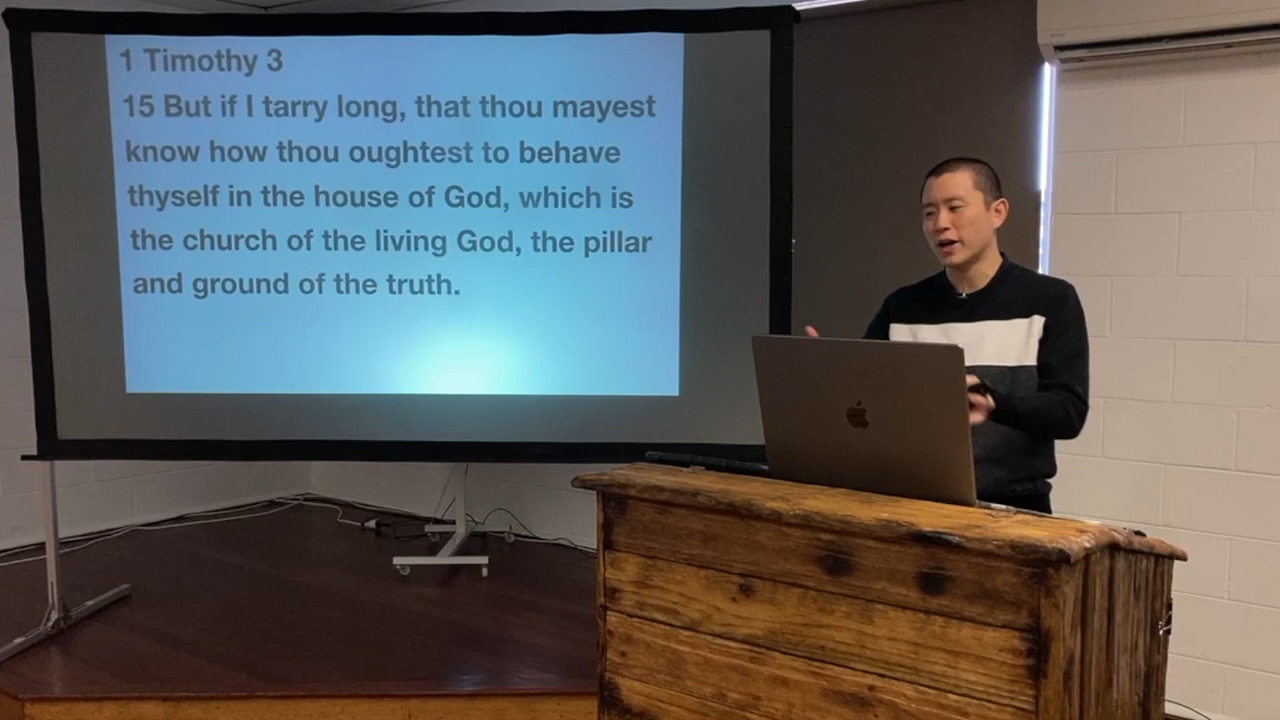 1 Timothy 3
15 But if I tarry long, that thou mayest
know how thou oughtest to behave
thyself in the house of God, which is
the church of the living God, the pillar
and ground of the truth.